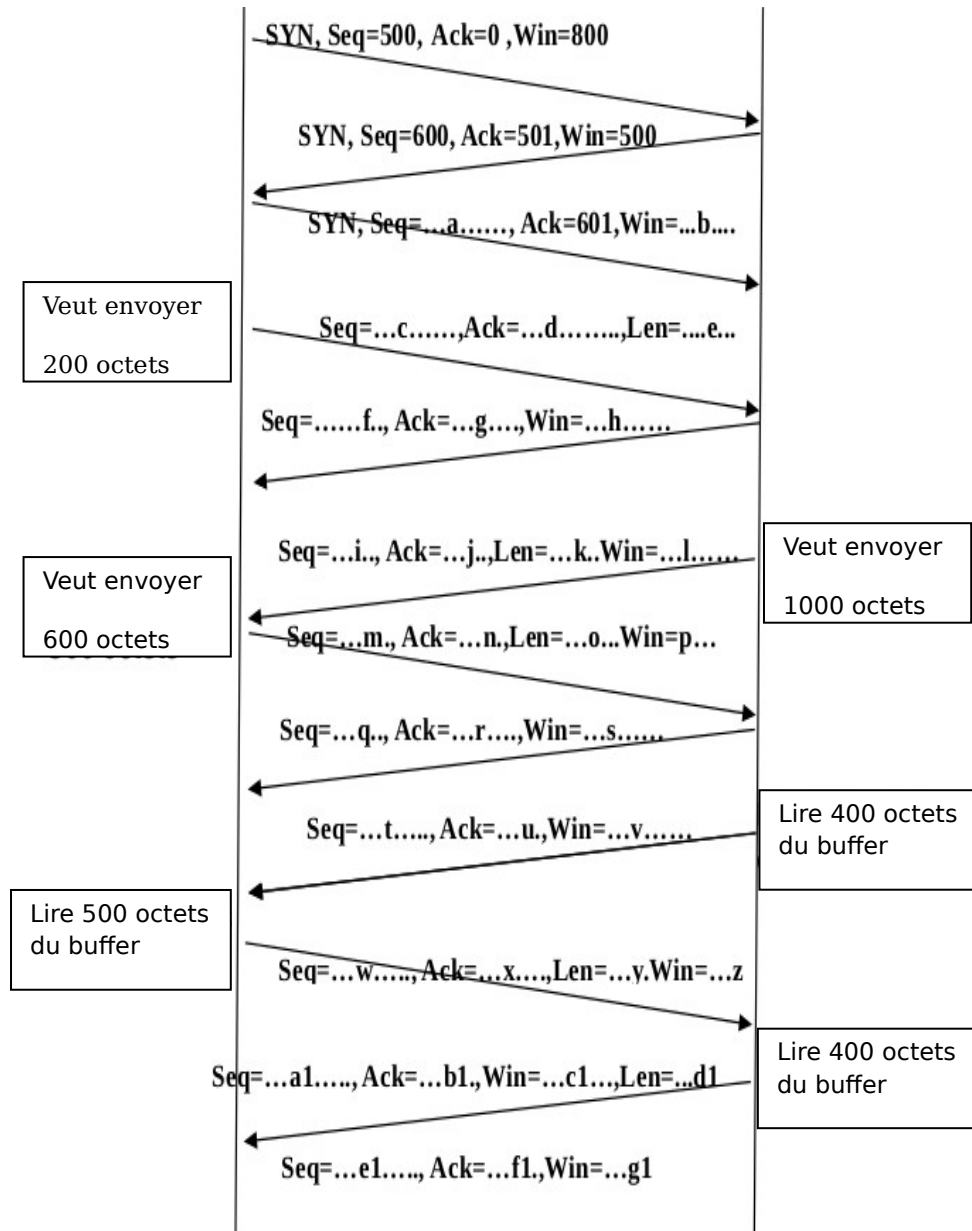 SYN, Seq=500, Ack=0 ,Win=800
SYN, Seq=600, Ack=501,Win=500
SYN, Seq=…a……, Ack=601,Win=...b....
Veut envoyer
200 octets
Seq=…c……,Ack=…d……..,Len=....e...
Seq=……f.., Ack=…g….,Win=…h……
Seq=…i.., Ack=…j..,Len=…k..Win=…l……
Veut envoyer
1000 octets
Veut envoyer
600 octets
Seq=…m., Ack=…n.,Len=…o...Win=p…
Seq=…q.., Ack=…r….,Win=…s……
Lire 400 octets
du buffer
Seq=…t….., Ack=…u.,Win=…v……
Lire 500 octets
du buffer
Seq=…w….., Ack=…x….,Len=…y.Win=…z
Lire 400 octets
du buffer
Seq=…a1….., Ack=…b1.,Win=…c1…,Len=...d1
Seq=…e1….., Ack=…f1.,Win=…g1